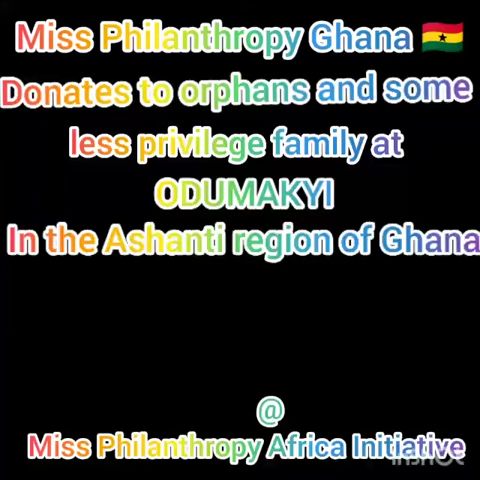 Miss Philanthropy Ghana 🇬🇭
Donates to orphans and some
less privilege family at
ODUMAKYI
In the Ashanti region of Ghana
@
Miss Philanthropy Africa Initiative
INSHOT